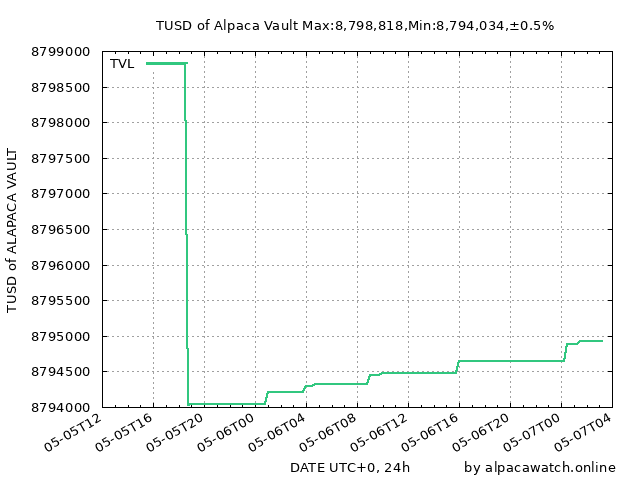 TUSD of Alpaca Vault Max:8,798,818,Min:8,794,034,±0.5%
TVL
8799000
8798500
8798000
8797500
8797000
8796500
8796000
8795500
8795000
8794500
8794000
TUSD of ALAPACA VAULT
05-05T12
05-05T16
05-05T20
05-06T00
05-06T04
05-06T08
05-06T12
05-06T16
05-06T20
05-07T00
05-07T04
DATE UTC+0, 24h
by alpacawatch.online